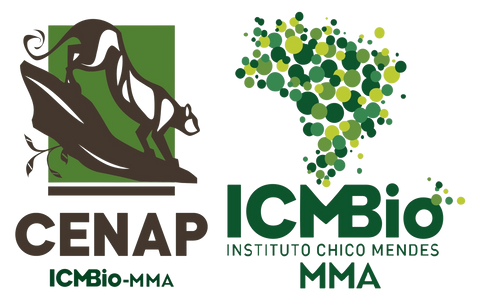 CENAP
ICMBio-MMA
ICMBio
INSTITUTO CHICO MENDES
MMA